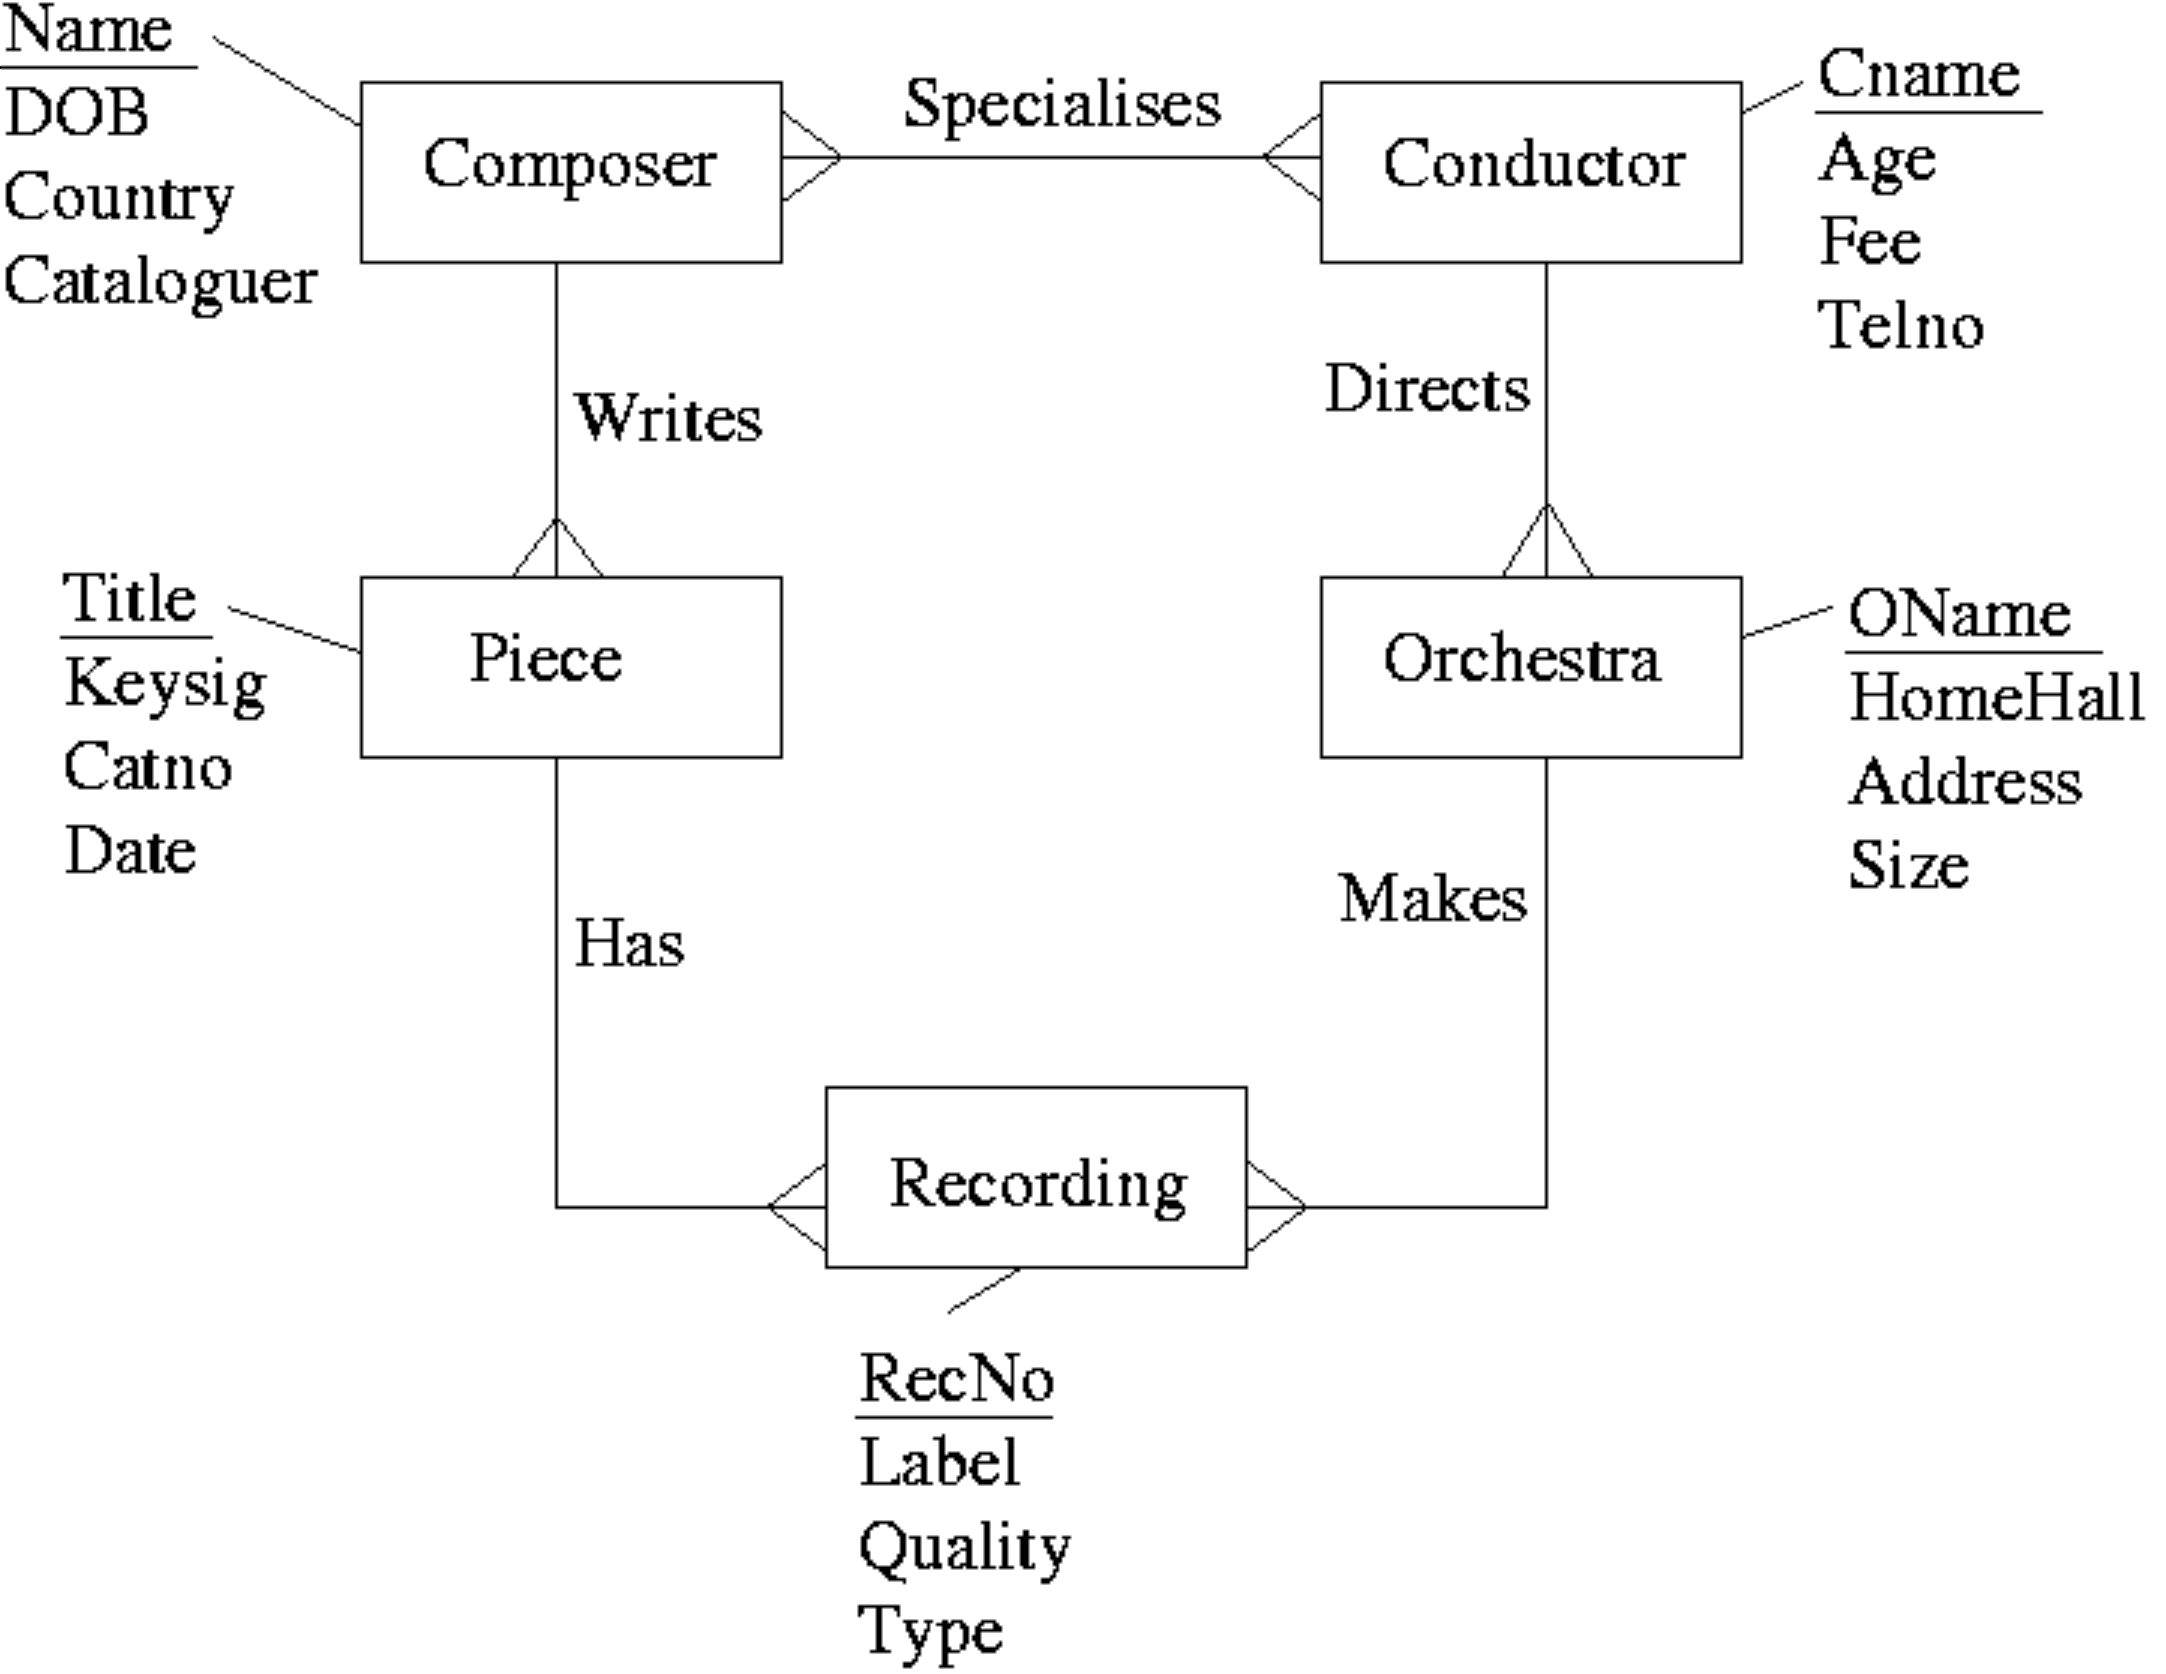 Name
DOB
Country
Cataloguer
Composer
Specialises
Conductor
Cname
Age
Fee
Telno
Writes
Directs
Title
Keysig
Catno
Date
Piece
Orchestra
OName
HomeHall
Address
Size
Has
Makes
Recording
RecNo
Label
Quality
Type